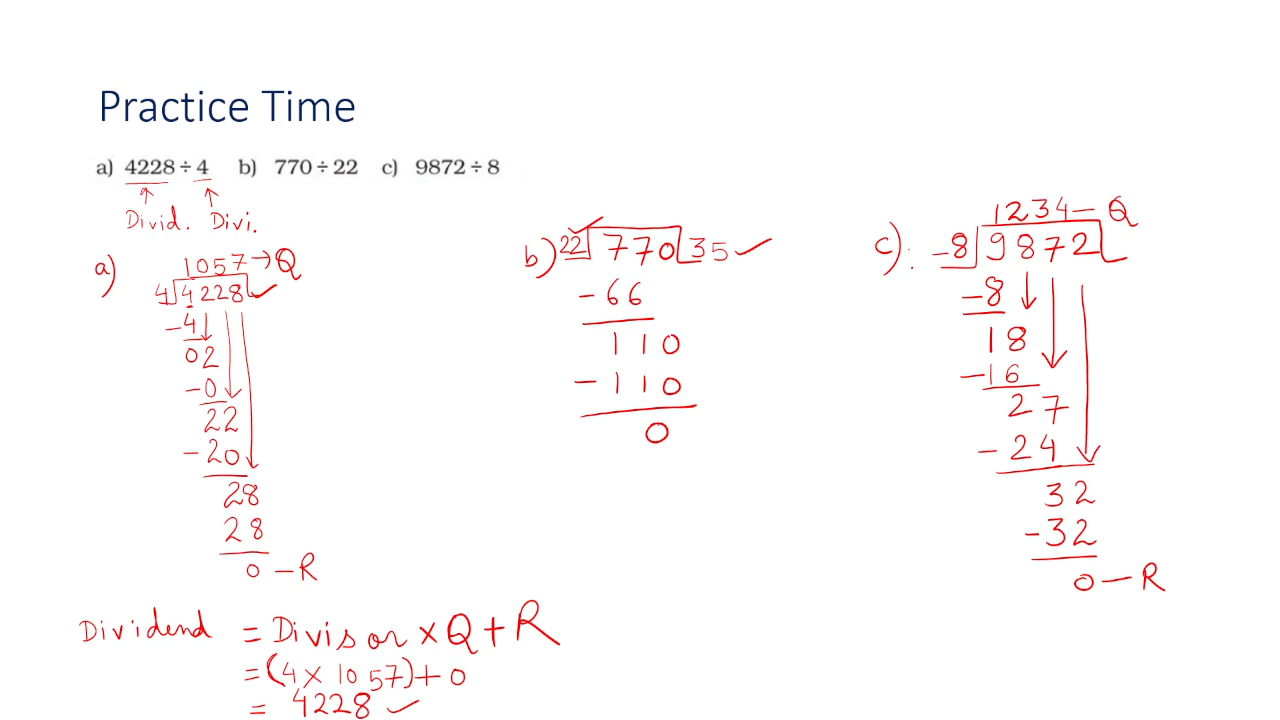 Practice Time
a) 4228 ÷ 4 b) 770 ÷ 22 c) 9872 ÷ 8
Divid. Divi.
a)
1057 → Q
4 4228
-4
02
-0
22
-20
28
28
0 - R
b) 22 770 35
-66
110
-110
0
1234 - Q
c). -8 9872
-8
18
-16
27
-24
32
-32
0 - R
Dividend = Divisor × Q + R
= (4 × 1057) + 0
= 4228